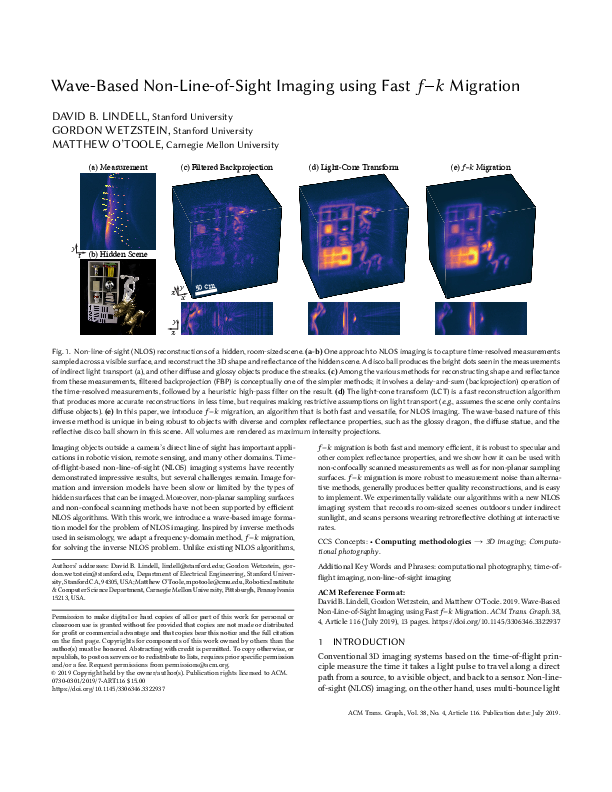 Wave-Based Non-Line-of-Sight Imaging using Fast f−k Migration
DAVID B. LINDELL, Stanford University
GORDON WETZSTEIN, Stanford University
MATTHEW O'TOOLE, Carnegie Mellon University
(a) Measurement
(c) Filtered Backprojection
(d) Light-Cone Transform
(e) f-k Migration
(b) Hidden Scene
50 cm
Fig. 1. Non-line-of-sight (NLOS) reconstructions of a hidden, room-sized scene. (a-b) One approach to NLOS imaging is to capture time-resolved measurements
sampled across a visible surface, and reconstruct the 3D shape and reflectance of the hidden scene. A disco ball produces the bright dots seen in the measurements
of indirect light transport (a), and other diffuse and glossy objects produce the streaks. (c) Among the various methods for reconstructing shape and reflectance
from these measurements, filtered backprojection (FBP) is conceptually one of the simpler methods; it involves a delay-and-sum (backprojection) operation of
the time-resolved measurements, followed by a heuristic high-pass filter on the result. (d) The light-cone transform (LCT) is a fast reconstruction algorithm
that produces more accurate reconstructions in less time, but requires making restrictive assumptions on light transport (e.g., assumes the scene only contains
diffuse objects). (e) In this paper, we introduce f−k migration, an algorithm that is both fast and versatile, for NLOS imaging. The wave-based nature of this
inverse method is unique in being robust to objects with diverse and complex reflectance properties, such as the glossy dragon, the diffuse statue, and the
reflective disco ball shown in this scene. All volumes are rendered as maximum intensity projections.
Imaging objects outside a camera's direct line of sight has important appli-
cations in robotic vision, remote sensing, and many other domains. Time-
of-flight-based non-line-of-sight (NLOS) imaging systems have recently
demonstrated impressive results, but several challenges remain. Image for-
mation and inversion models have been slow or limited by the types of
hidden surfaces that can be imaged. Moreover, non-planar sampling surfaces
and non-confocal scanning methods have not been supported by efficient
NLOS algorithms. With this work, we introduce a wave-based image forma-
tion model for the problem of NLOS imaging. Inspired by inverse methods
used in seismology, we adapt a frequency-domain method, f−k migration,
for solving the inverse NLOS problem. Unlike existing NLOS algorithms,
Authors' addresses: David B. Lindell, lindell@stanford.edu; Gordon Wetzstein, gor-
don.wetzstein@stanford.edu, Department of Electrical Engineering, Stanford Univer-
sity, Stanford CA, 94305, USA; Matthew O'Toole, mpotoole@cmu.edu, Robotics Institute
& Computer Science Department, Carnegie Mellon University, Pittsburgh, Pennsylvania
15213, USA.
Permission to make digital or hard copies of all or part of this work for personal or
classroom use is granted without fee provided that copies are not made or distributed
for profit or commercial advantage and that copies bear this notice and the full citation
on the first page. Copyrights for components of this work owned by others than the
author(s) must be honored. Abstracting with credit is permitted. To copy otherwise, or
republish, to post on servers or to redistribute to lists, requires prior specific permission
and/or a fee. Request permissions from permissions@acm.org.
© 2019 Copyright held by the owner/author(s). Publication rights licensed to ACM.
0730-0301/2019/7-ART116 $15.00
https://doi.org/10.1145/3306346.3322937
f−k migration is both fast and memory efficient, it is robust to specular and
other complex reflectance properties, and we show how it can be used with
non-confocally scanned measurements as well as for non-planar sampling
surfaces. f−k migration is more robust to measurement noise than alterna-
tive methods, generally produces better quality reconstructions, and is easy
to implement. We experimentally validate our algorithms with a new NLOS
imaging system that records room-sized scenes outdoors under indirect
sunlight, and scans persons wearing retroreflective clothing at interactive
rates.
CCS Concepts: • Computing methodologies → 3D imaging; Computa-
tional photography.
Additional Key Words and Phrases: computational photography, time-of-
flight imaging, non-line-of-sight imaging
ACM Reference Format:
David B. Lindell, Gordon Wetzstein, and Matthew O'Toole. 2019. Wave-Based
Non-Line-of-Sight Imaging using Fast f−k Migration. ACM Trans. Graph. 38,
4, Article 116 (July 2019), 13 pages. https://doi.org/10.1145/3306346.3322937
1 INTRODUCTION
Conventional 3D imaging systems based on the time-of-flight prin-
ciple measure the time it takes a light pulse to travel along a direct
path from a source, to a visible object, and back to a sensor. Non-line-
of-sight (NLOS) imaging, on the other hand, uses multi-bounce light
ACM Trans. Graph., Vol. 38, No. 4, Article 116. Publication date: July 2019.